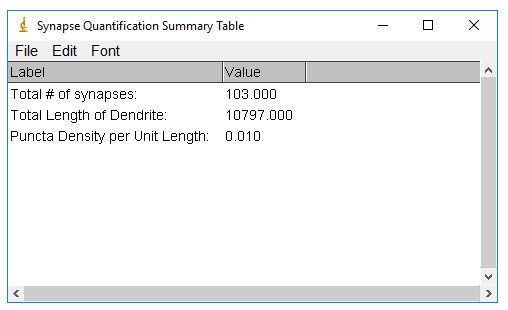 Synapse Quantification Summary Table
File Edit Font
Label Value
Total # of synapses: 103.000
Total Length of Dendrite: 10797.000
Puncta Density per Unit Length: 0.010